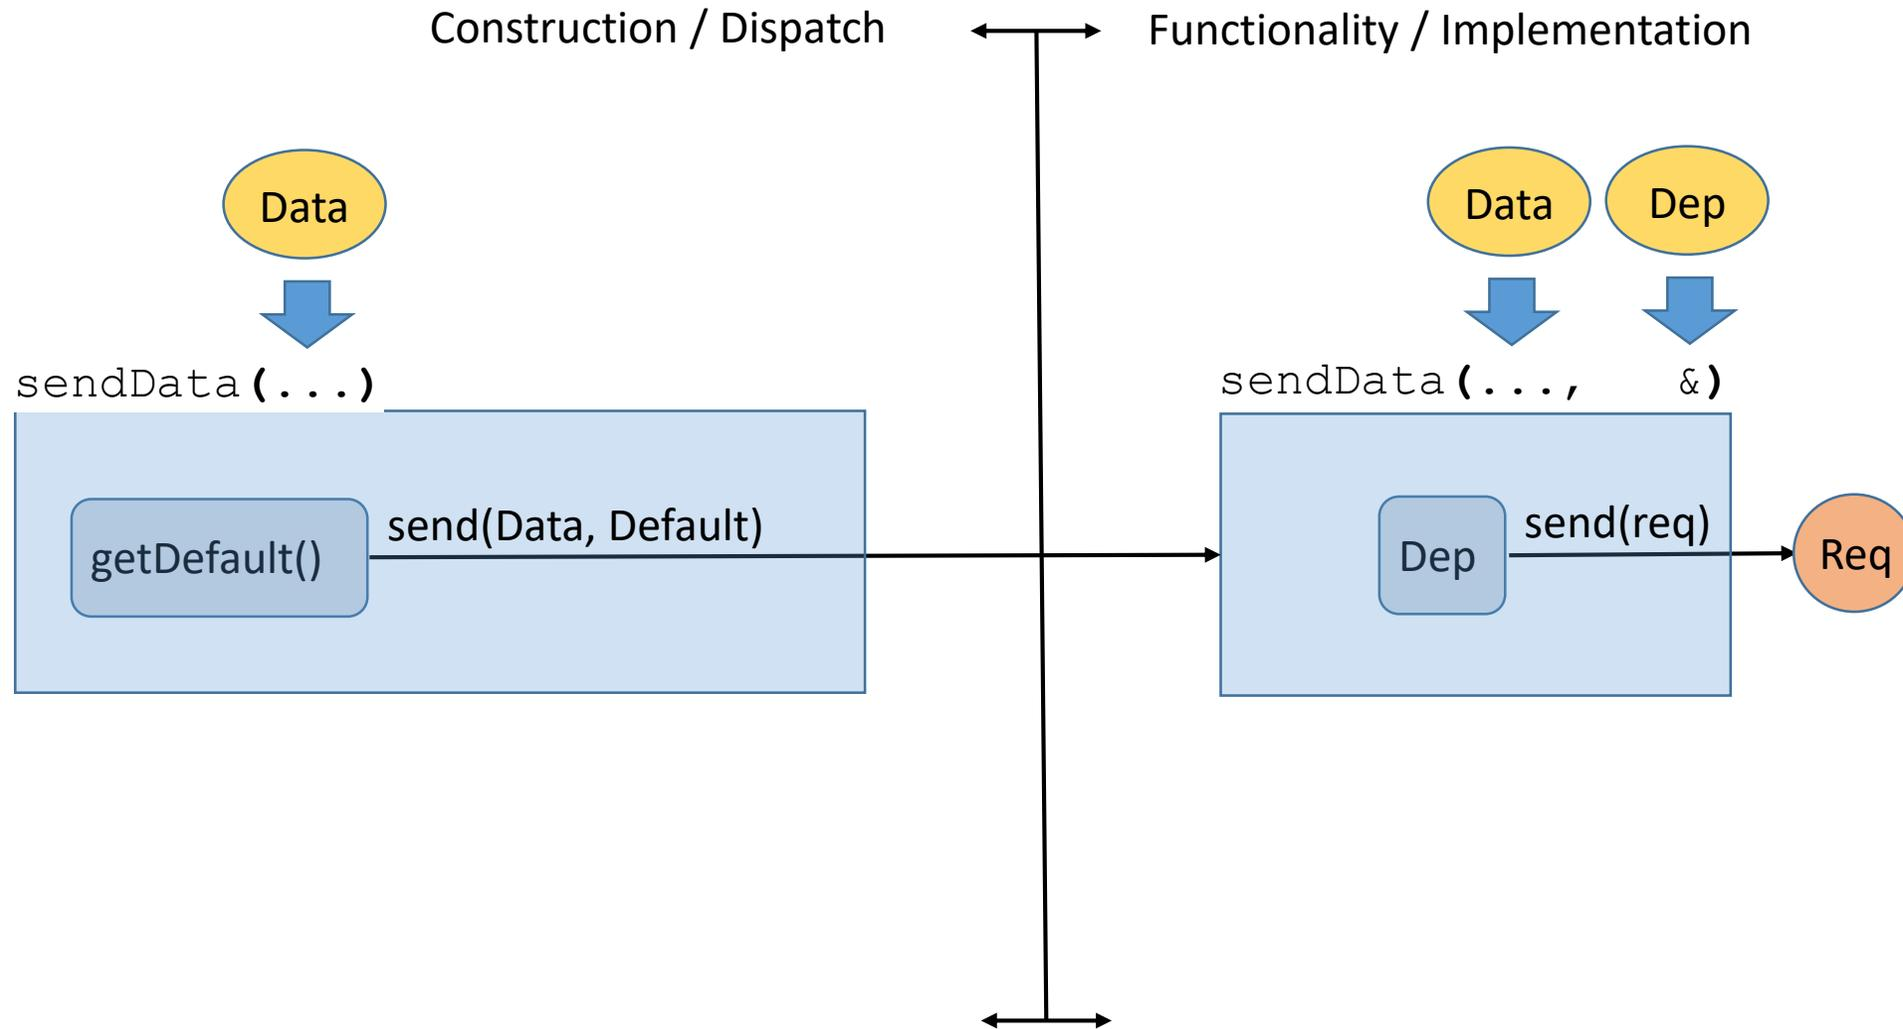 Construction / Dispatch
Functionality / Implementation
Data
Data
Dep
sendData(...)
sendData(..., &)
getDefault()
send(Data, Default)
Dep
send(req)
Req